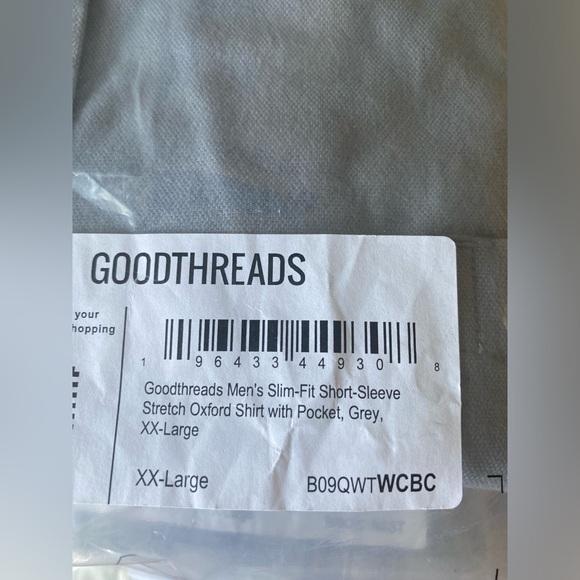 GOODTHREADS
your
hopping
1 96433 44930 8
Goodthreads Men's Slim-Fit Short-Sleeve
Stretch Oxford Shirt with Pocket, Grey,
XX-Large
XX-Large
B09QWTWCBC